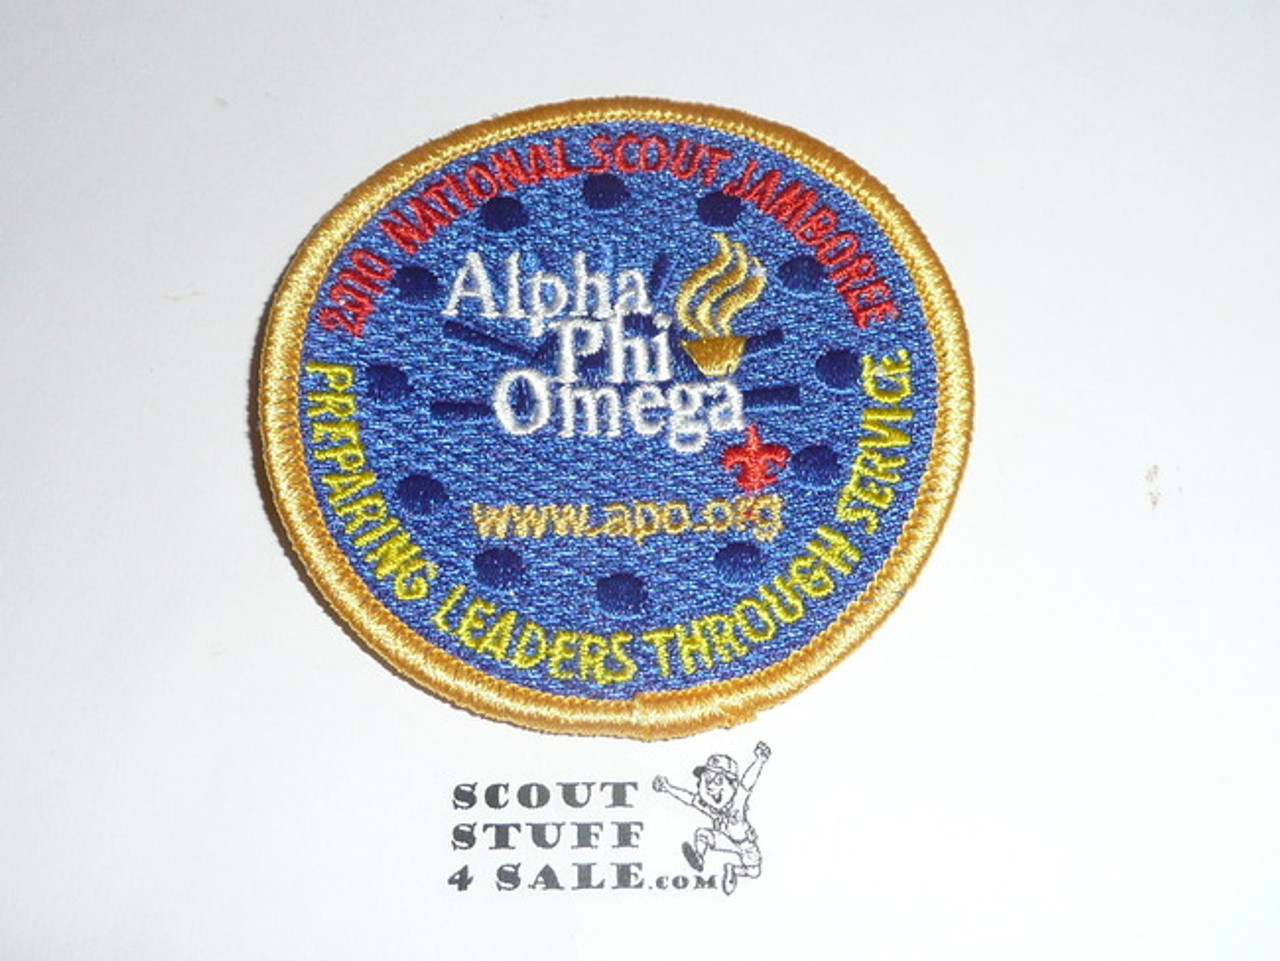 2010 NATIONAL SCOUT JAMBOREE
Alpha
Phi
Omega
www.apo.org
PREPARING LEADERS THROUGH SERVICE
SCOUT
STUFF
4 SALE.COM